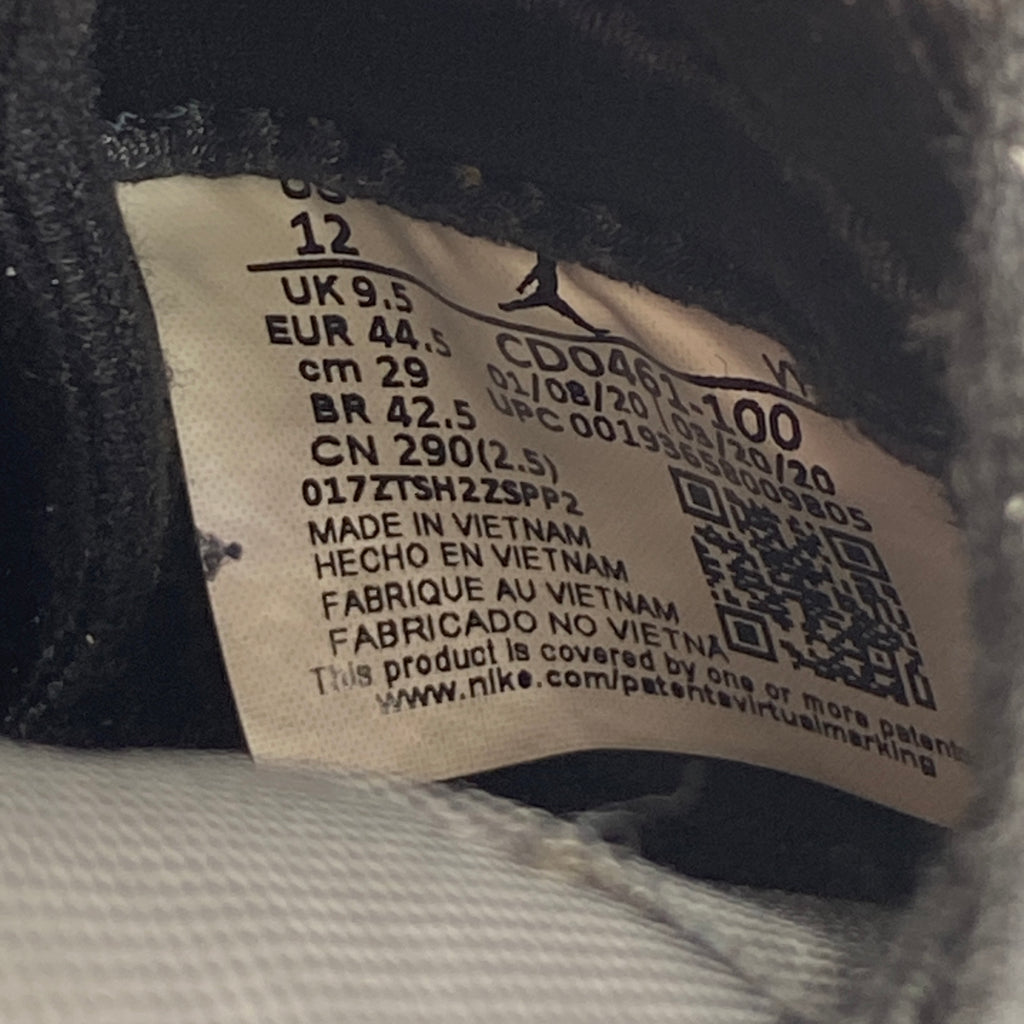 US
12
UK 9.5
EUR 44.5
cm 29
BR 42.5
CN 290(2.5)
017ZTSH2ZSPP2
MADE IN VIETNAM
HECHO EN VIETNAM
FABRIQUE AU VIETNAM
FABRICADO NO VIETNA
This product is covered by one or more patents
www.nike.com/patentsvirtualmarking
CD0461-100
01/08/20 03/20/20
UPC 00193658009805